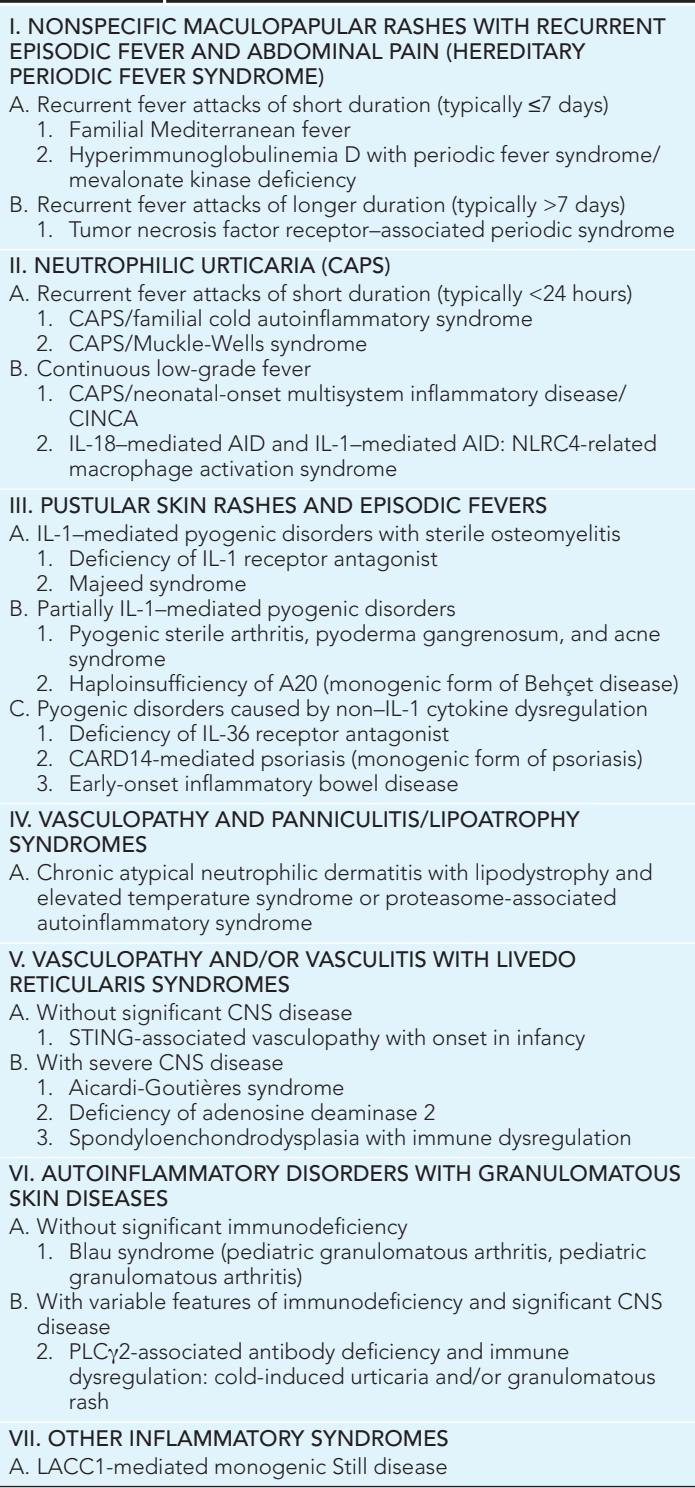 I. NONSPECIFIC MACULOPAPULAR RASHES WITH RECURRENT
EPISODIC FEVER AND ABDOMINAL PAIN (HEREDITARY
PERIODIC FEVER SYNDROME)
A. Recurrent fever attacks of short duration (typically ≤7 days)
1. Familial Mediterranean fever
2. Hyperimmunoglobulinemia D with periodic fever syndrome/
mevalonate kinase deficiency
B. Recurrent fever attacks of longer duration (typically >7 days)
1. Tumor necrosis factor receptor–associated periodic syndrome
II. NEUTROPHILIC URTICARIA (CAPS)
A. Recurrent fever attacks of short duration (typically <24 hours)
1. CAPS/familial cold autoinflammatory syndrome
2. CAPS/Muckle-Wells syndrome
B. Continuous low-grade fever
1. CAPS/neonatal-onset multisystem inflammatory disease/
CINCA
2. IL-18–mediated AID and IL-1–mediated AID: NLRC4-related
macrophage activation syndrome
III. PUSTULAR SKIN RASHES AND EPISODIC FEVERS
A. IL-1–mediated pyogenic disorders with sterile osteomyelitis
1. Deficiency of IL-1 receptor antagonist
2. Majeed syndrome
B. Partially IL-1–mediated pyogenic disorders
1. Pyogenic sterile arthritis, pyoderma gangrenosum, and acne
syndrome
2. Haploinsufficiency of A20 (monogenic form of Behçet disease)
C. Pyogenic disorders caused by non–IL-1 cytokine dysregulation
1. Deficiency of IL-36 receptor antagonist
2. CARD14-mediated psoriasis (monogenic form of psoriasis)
3. Early-onset inflammatory bowel disease
IV. VASCULOPATHY AND PANNICULITIS/LIPOATROPHY
SYNDROMES
A. Chronic atypical neutrophilic dermatitis with lipodystrophy and
elevated temperature syndrome or proteasome-associated
autoinflammatory syndrome
V. VASCULOPATHY AND/OR VASCULITIS WITH LIVEDO
RETICULARIS SYNDROMES
A. Without significant CNS disease
1. STING-associated vasculopathy with onset in infancy
B. With severe CNS disease
1. Aicardi-Goutières syndrome
2. Deficiency of adenosine deaminase 2
3. Spondyloenchondrodysplasia with immune dysregulation
VI. AUTOINFLAMMATORY DISORDERS WITH GRANULOMATOUS
SKIN DISEASES
A. Without significant immunodeficiency
1. Blau syndrome (pediatric granulomatous arthritis, pediatric
granulomatous arthritis)
B. With variable features of immunodeficiency and significant CNS
disease
2. PLCγ2-associated antibody deficiency and immune
dysregulation: cold-induced urticaria and/or granulomatous
rash
VII. OTHER INFLAMMATORY SYNDROMES
A. LACC1-mediated monogenic Still disease